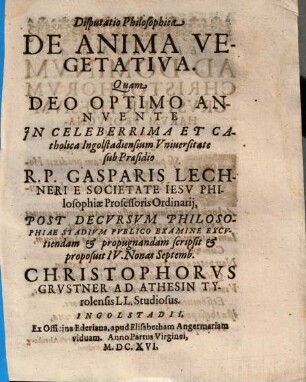 Disputatio Philosophica
DE ANIMA VE-
GETATIVA.
Quam
DEO OPTIMO AN-
NVENTE
IN CELEBERRIMA ET CA-
tholica Ingolstadiensium Vniuersitate
sub Præsidio
R. P. GASPARIS LECH-
NERI E SOCIETATE IESV PHI-
losophiæ Professoris Ordinarij,
POST DECVRSVM PHILOSO-
PHIAE STADIVM PVBLICO EXAMINE EXCV-
tiendam & propugnandam scripsit &
proposuit IV. Nonas Septemb.
CHRISTOPHORVS
GRVSTNER AD ATHESIN TY-
rolensis LL. Studiosus.
INGOLSTADII,
Ex Officina Ederiana, apud Elisabetham Angermariam
viduam. Anno Partus Virginei,
M. DC. XVI.